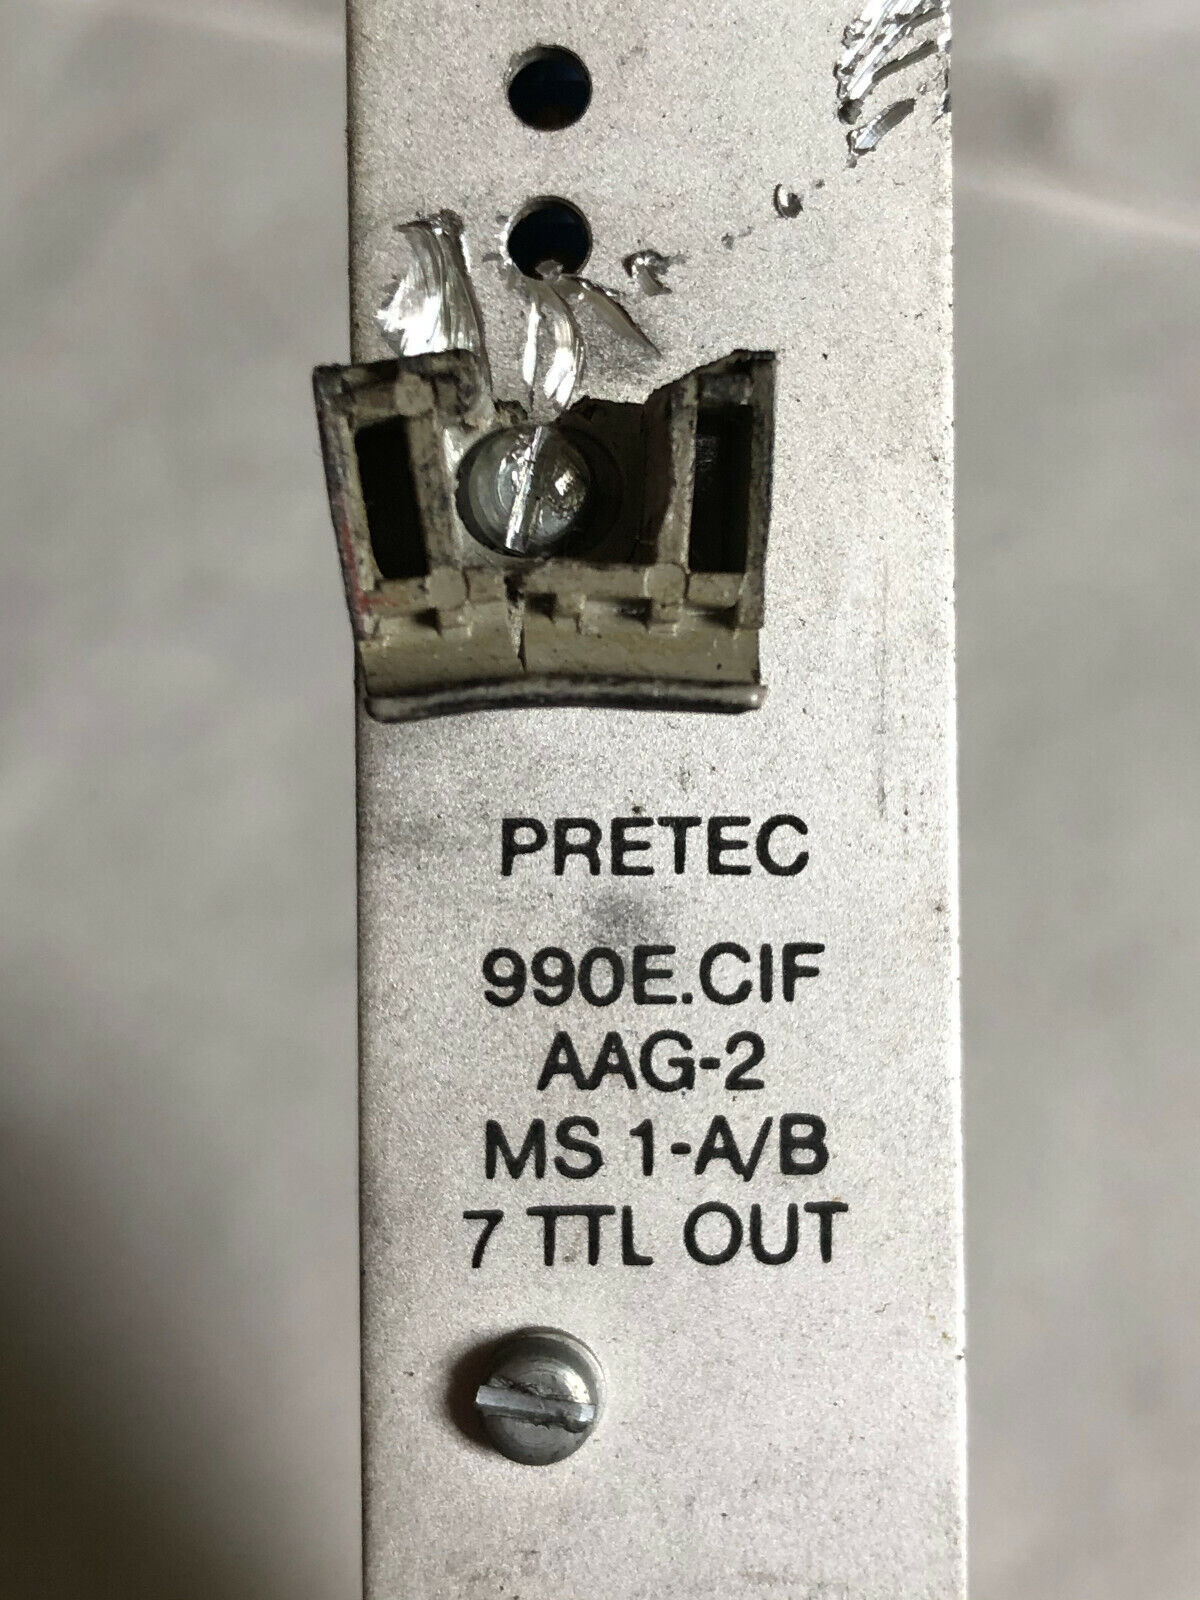 PRETEC
990E.CIF
AAG-2
MS 1-A/B
7 TTL OUT